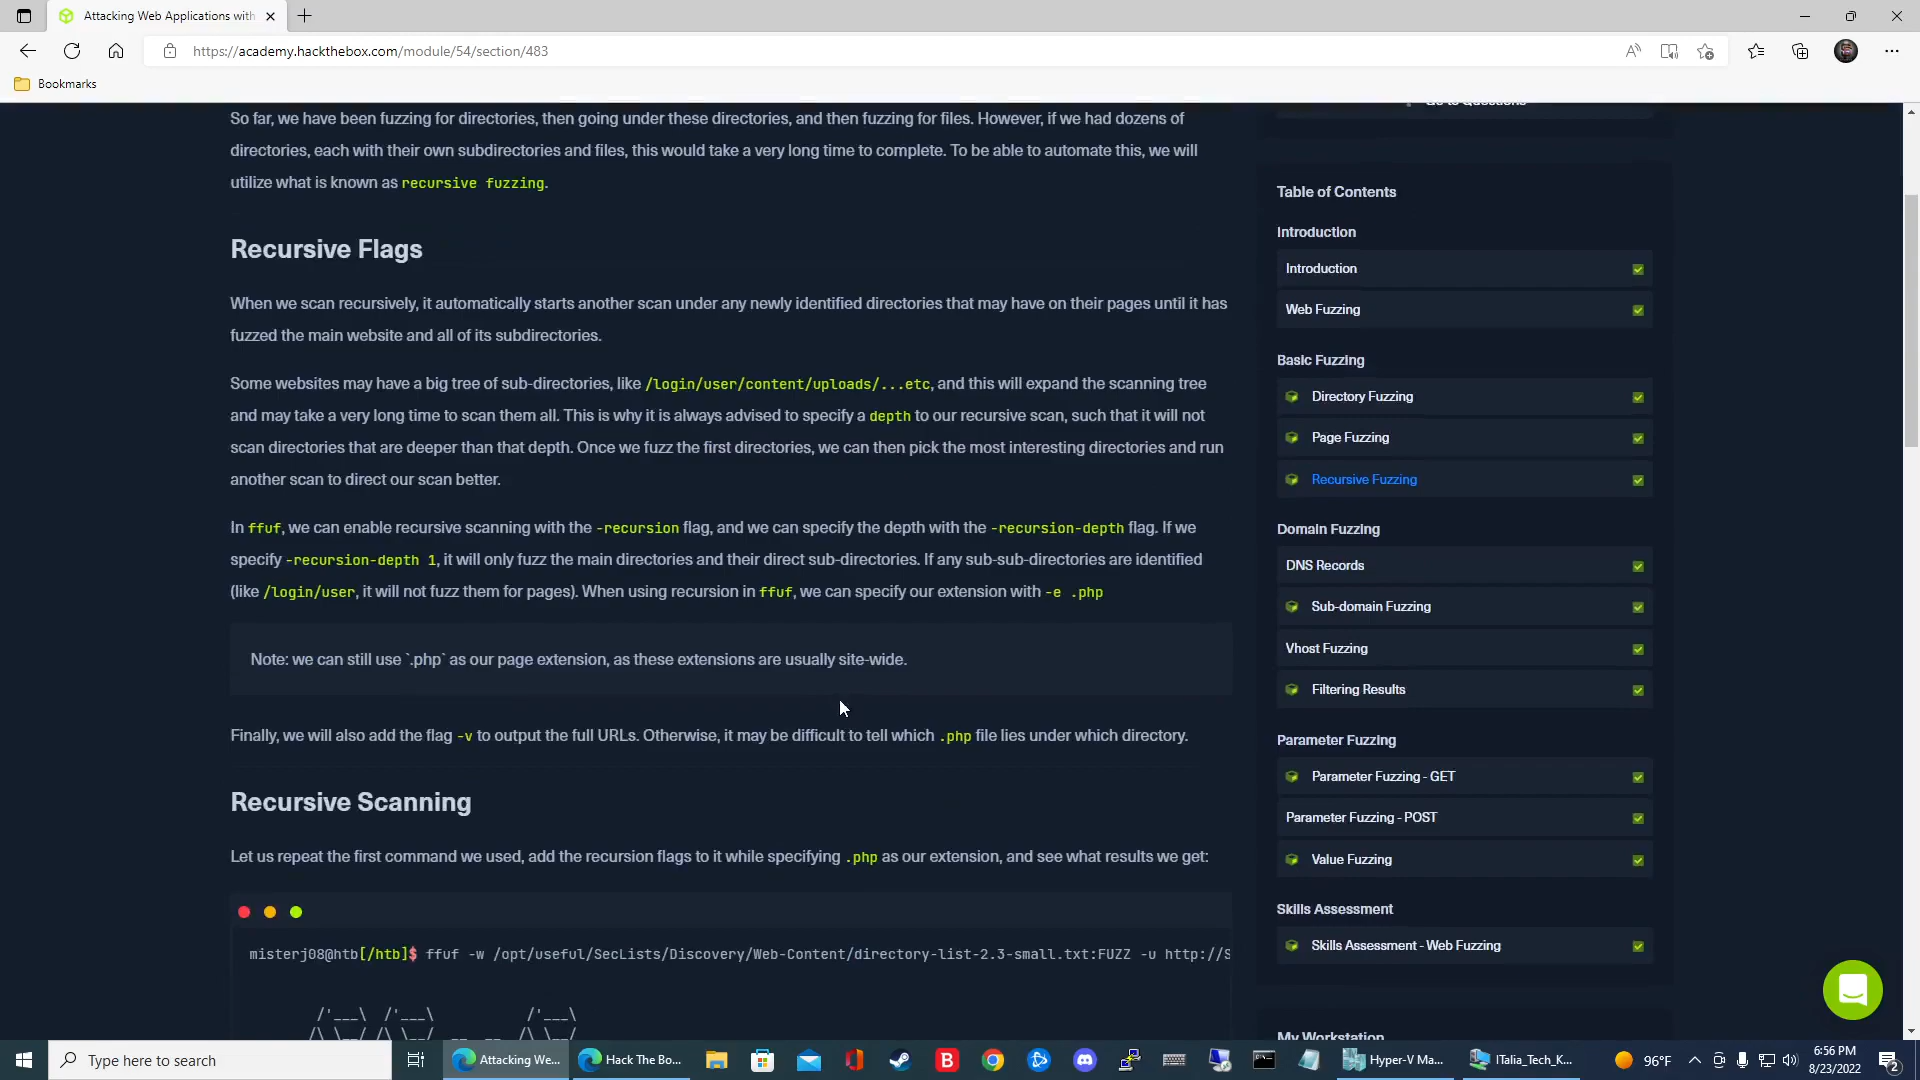 Attacking Web Applications with
https://academy.hackthebox.com/module/54/section/483
Bookmarks
So far, we have been fuzzing for directories, then going under these directories, and then fuzzing for files. However, if we had dozens of
directories, each with their own subdirectories and files, this would take a very long time to complete. To be able to automate this, we will
utilize what is known as recursive fuzzing.
Recursive Flags
When we scan recursively, it automatically starts another scan under any newly identified directories that may have on their pages until it has
fuzzed the main website and all of its subdirectories.
Some websites may have a big tree of sub-directories, like /login/user/content/uploads/...etc, and this will expand the scanning tree
and may take a very long time to scan them all. This is why it is always advised to specify a depth to our recursive scan, such that it will not
scan directories that are deeper than that depth. Once we fuzz the first directories, we can then pick the most interesting directories and run
another scan to direct our scan better.
In ffuf, we can enable recursive scanning with the -recursion flag, and we can specify the depth with the -recursion-depth flag. If we
specify -recursion-depth 1, it will only fuzz the main directories and their direct sub-directories. If any sub-sub-directories are identified
(like /login/user, it will not fuzz them for pages). When using recursion in ffuf, we can specify our extension with -e .php
Note: we can still use `.php` as our page extension, as these extensions are usually site-wide.
Finally, we will also add the flag -v to output the full URLs. Otherwise, it may be difficult to tell which .php file lies under which directory.
Recursive Scanning
Let us repeat the first command we used, add the recursion flags to it while specifying .php as our extension, and see what results we get:
misterj08@htb[/htb]$ ffuf -w /opt/useful/SecLists/Discovery/Web-Content/directory-list-2.3-small.txt:FUZZ -u http://S
/'___\  /'___\           /'___\
/\ \__/ /\ \__/  __  __  /\ \__/
Go to Questions
Table of Contents
Introduction
Introduction
Web Fuzzing
Basic Fuzzing
Directory Fuzzing
Page Fuzzing
Recursive Fuzzing
Domain Fuzzing
DNS Records
Sub-domain Fuzzing
Vhost Fuzzing
Filtering Results
Parameter Fuzzing
Parameter Fuzzing - GET
Parameter Fuzzing - POST
Value Fuzzing
Skills Assessment
Skills Assessment - Web Fuzzing
My Workstation
Type here to search
Attacking We...
Hack The Bo...
Hyper-V Ma...
ITalia_Tech_K...
96°F
6:56 PM
8/23/2022
2